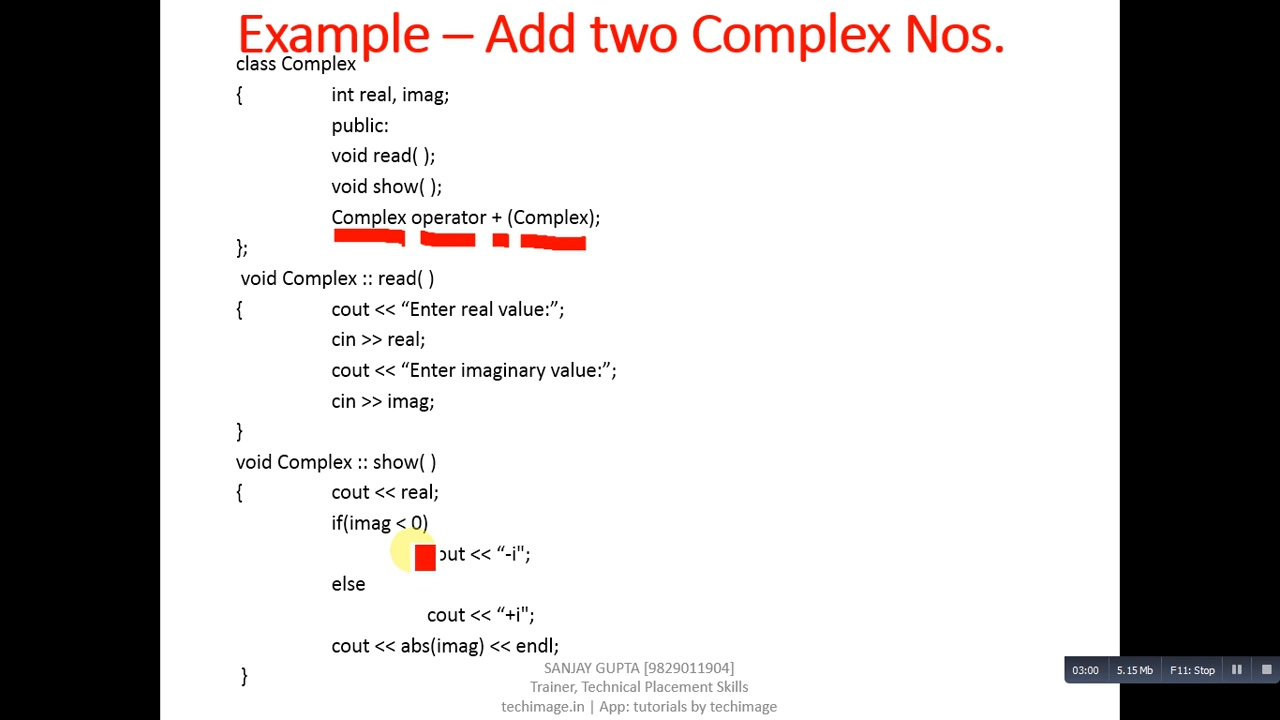 Example – Add two Complex Nos.
class Complex
{ int real, imag;
public:
void read( );
void show( );
Complex operator + (Complex);
};
void Complex :: read( )
{ cout << “Enter real value:”;
cin >> real;
cout << “Enter imaginary value:”;
cin >> imag;
}
void Complex :: show( )
{ cout << real;
if(imag < 0)
out << “-i";
else
cout << “+i";
cout << abs(imag) << endl;
}
SANJAY GUPTA [9829011904]
Trainer, Technical Placement Skills
techimage.in | App: tutorials by techimage
03:00 5.15 Mb F11: Stop